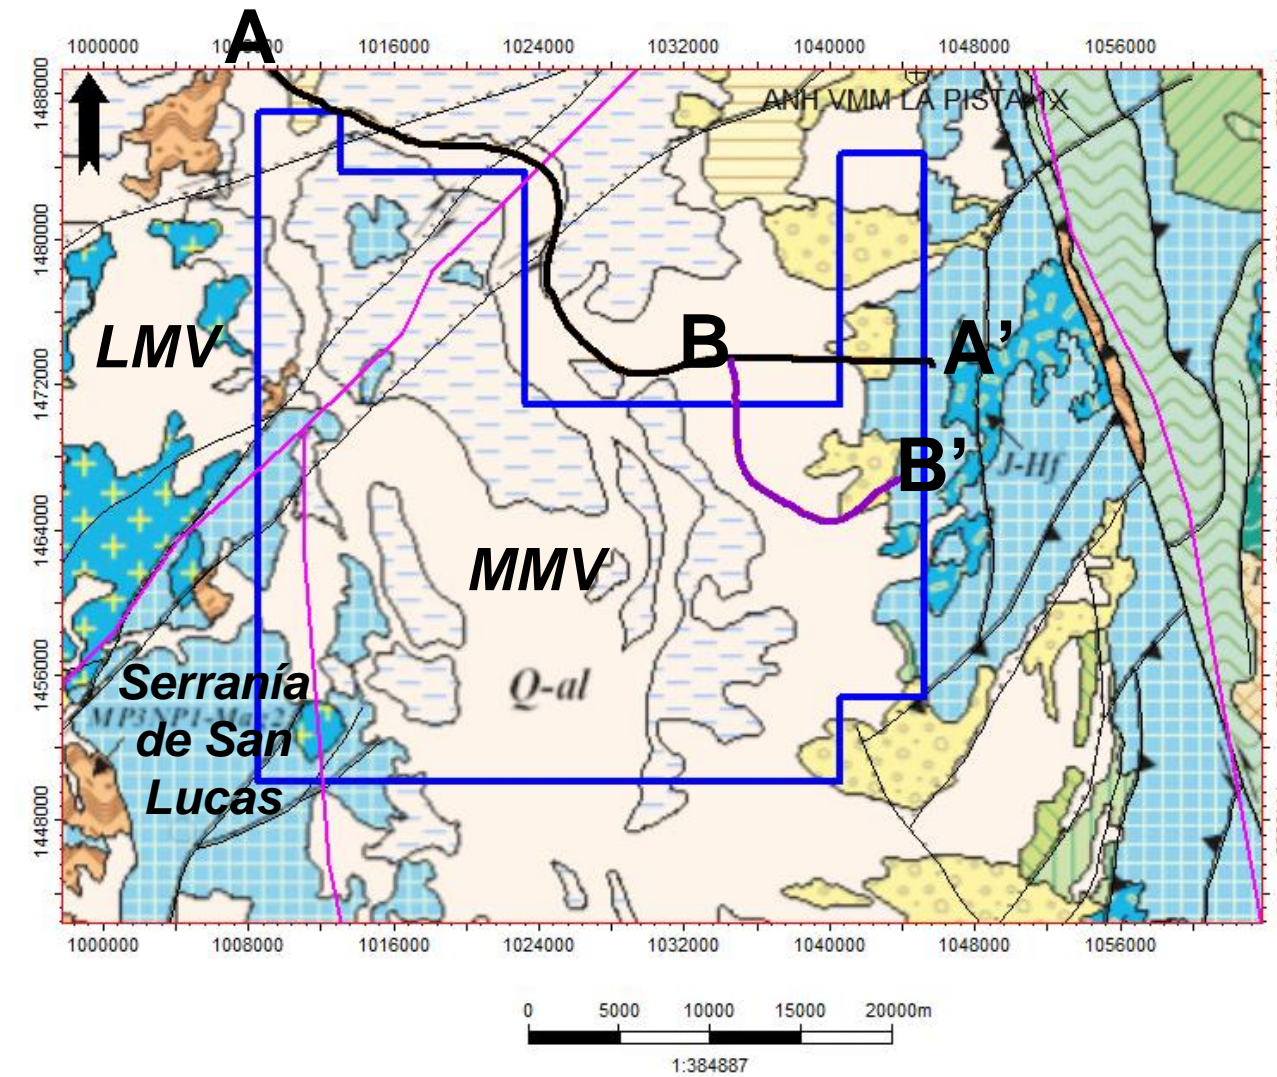 A
1000000 1016000 1024000 1032000 1040000 1048000 1056000
1488000
ANH VMM LA PISTA-1X
1480000
LMV
B
A'
1472000
B'
J-Hf
1464000
MMV
1456000
Serranía
Q-al
de San
Lucas
1448000
1000000 1008000 1016000 1024000 1032000 1040000 1048000 1056000
0 5000 10000 15000 20000m
1:384887